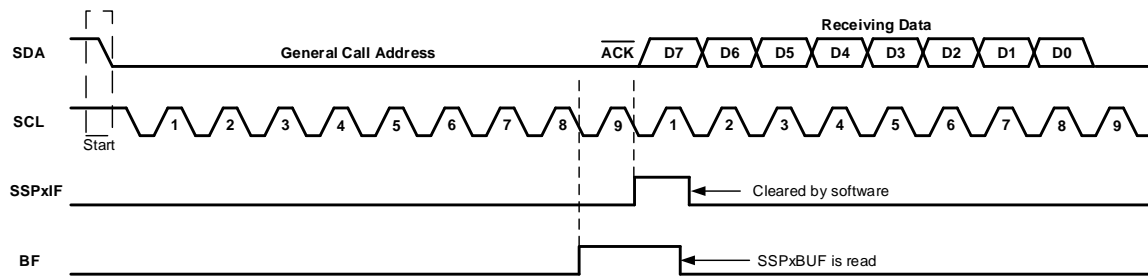 Receiving Data
SDA General Call Address ACK D7 D6 D5 D4 D3 D2 D1 D0
SCL 1 2 3 4 5 6 7 8 9 1 2 3 4 5 6 7 8 9
Start
SSPxIF Cleared by software
BF SSPxBUF is read